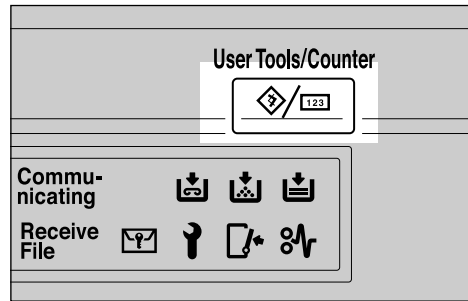 User Tools/Counter
123
Commu-
nicating
Receive
File